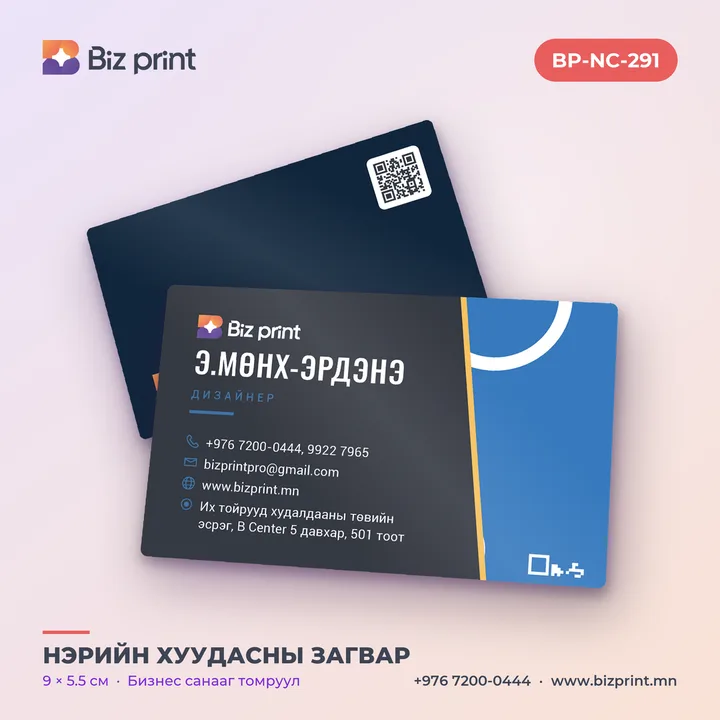 Biz print
BP-NC-291
Biz print
Э.МӨНХ-ЭРДЭНЭ
ДИЗАЙНЕР
+976 7200-0444, 9922 7965
bizprintpro@gmail.com
www.bizprint.mn
Их тойрууд худалдааны төвийн
эсрэг, B Center 5 давхар, 501 тоот
НЭРИЙН ХУУДАСНЫ ЗАГВАР
9 × 5.5 см · Бизнес санааг томруул
+976 7200-0444 · www.bizprint.mn